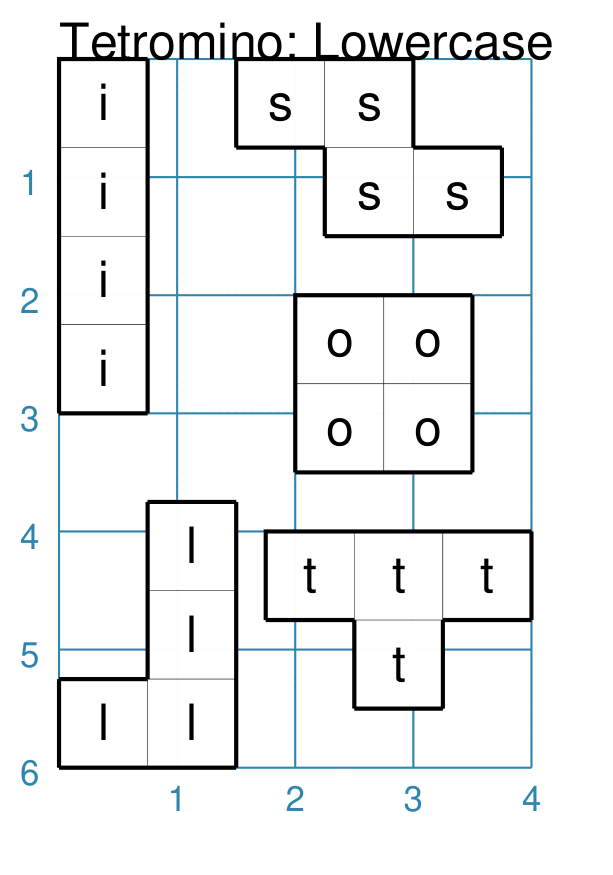 Tetromino: Lowercase
i s s
1 i s s
i
2 o o
i
3 o o
4 l t t t
l
5 t
l l
6
1 2 3 4